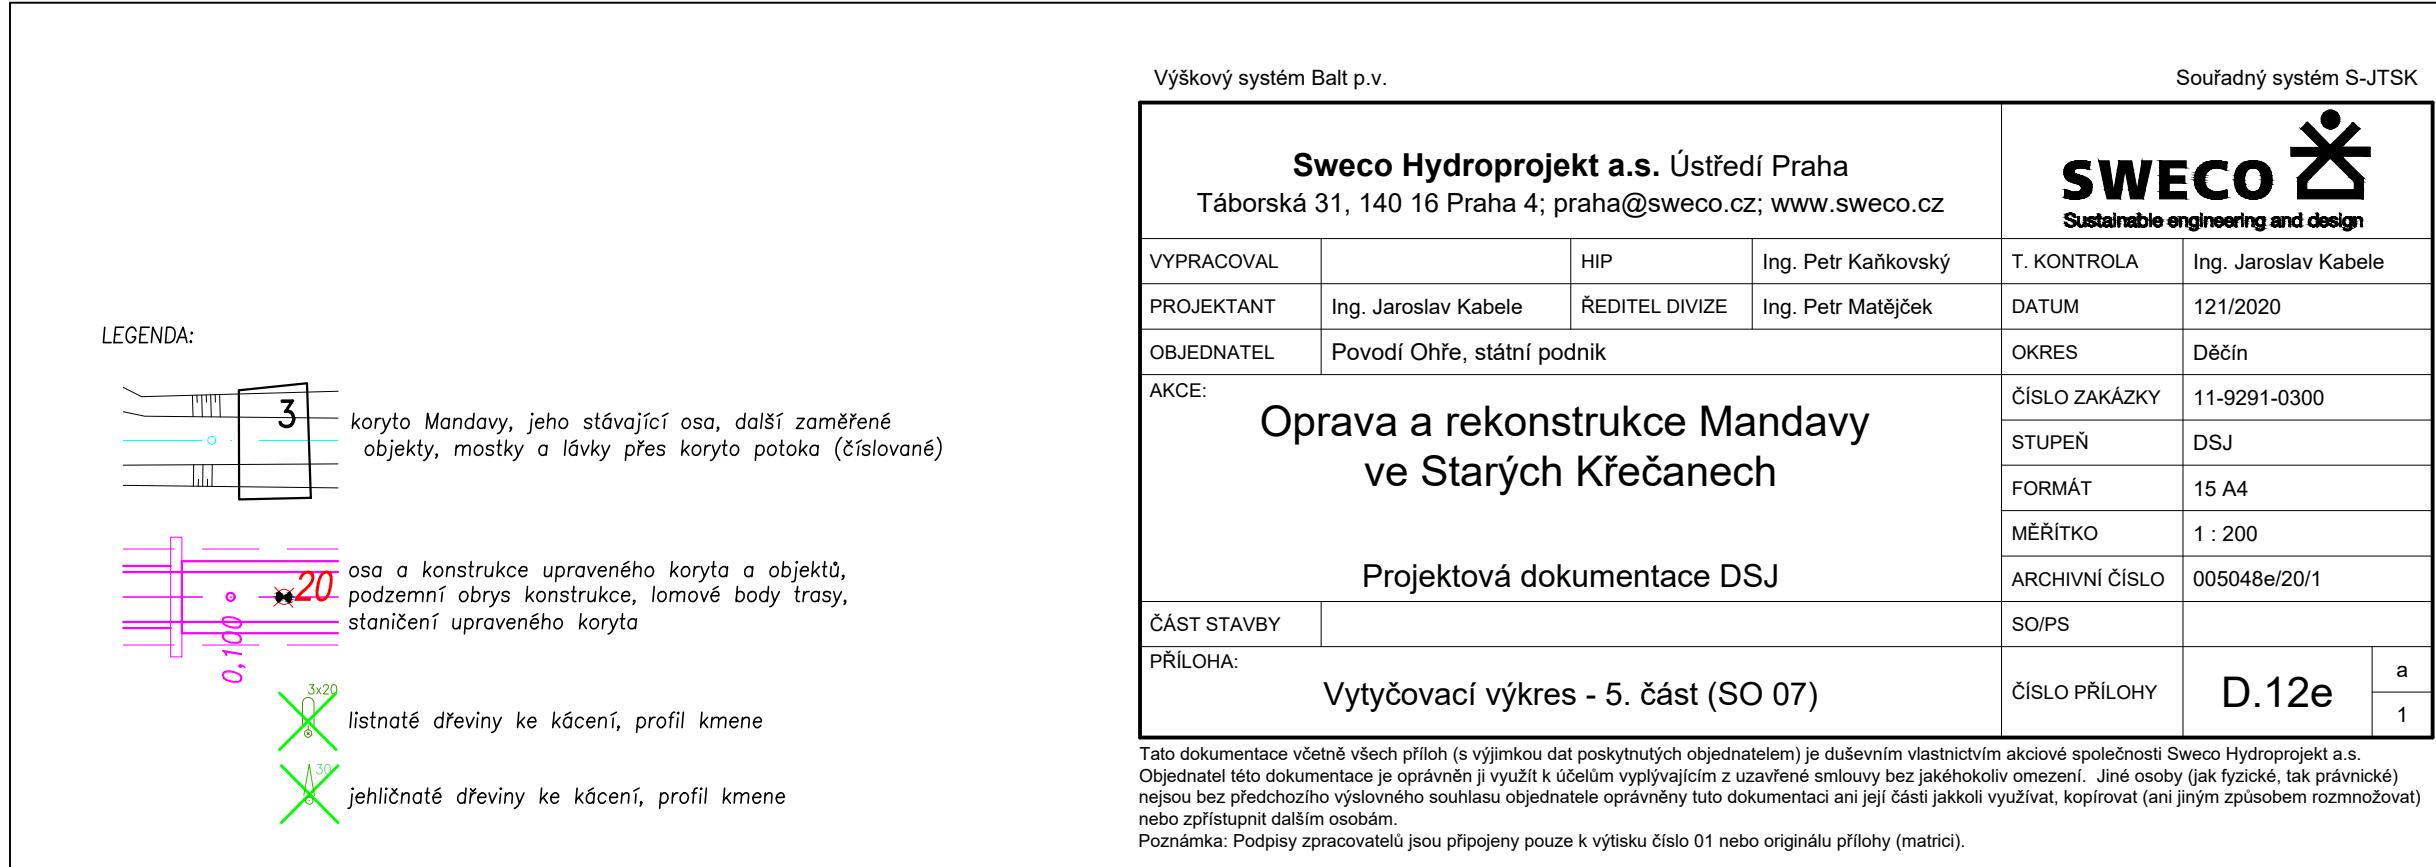 Výškový systém Balt p.v.
Souřadný systém S-JTSK
Sweco Hydroprojekt a.s. Ústředí Praha
Táborská 31, 140 16 Praha 4; praha@sweco.cz; www.sweco.cz
SWECO
Sustainable engineering and design
VYPRACOVAL
HIP
Ing. Petr Kaňkovský
T. KONTROLA
Ing. Jaroslav Kabele
PROJEKTANT
Ing. Jaroslav Kabele
ŘEDITEL DIVIZE
Ing. Petr Matějček
DATUM
121/2020
OBJEDNATEL
Povodí Ohře, státní podnik
OKRES
Děčín
AKCE:
Oprava a rekonstrukce Mandavy
ve Starých Křečanech
Projektová dokumentace DSJ
ČÍSLO ZAKÁZKY
11-9291-0300
STUPEŇ
DSJ
FORMÁT
15 A4
MĚŘÍTKO
1 : 200
ARCHIVNÍ ČÍSLO
005048e/20/1
ČÁST STAVBY
SO/PS
PŘÍLOHA:
Vytyčovací výkres - 5. část (SO 07)
ČÍSLO PŘÍLOHY
D.12e
a
1
Tato dokumentace včetně všech příloh (s výjimkou dat poskytnutých objednatelem) je duševním vlastnictvím akciové společnosti Sweco Hydroprojekt a.s.
Objednatel této dokumentace je oprávněn ji využít k účelům vyplývajícím z uzavřené smlouvy bez jakéhokoliv omezení. Jiné osoby (jak fyzické, tak právnické)
nejsou bez předchozího výslovného souhlasu objednatele oprávněny tuto dokumentaci ani její části jakkoli využívat, kopírovat (ani jiným způsobem rozmnožovat)
nebo zpřístupnit dalším osobám.
Poznámka: Podpisy zpracovatelů jsou připojeny pouze k výtisku číslo 01 nebo originálu přílohy (matrici).
LEGENDA:
3
koryto Mandavy, jeho stávající osa, další zaměřené
objekty, mostky a lávky přes koryto potoka (číslované)
20
0,100
osa a konstrukce upraveného koryta a objektů,
podzemní obrys konstrukce, lomové body trasy,
staničení upraveného koryta
3x20
listnaté dřeviny ke kácení, profil kmene
30
jehličnaté dřeviny ke kácení, profil kmene